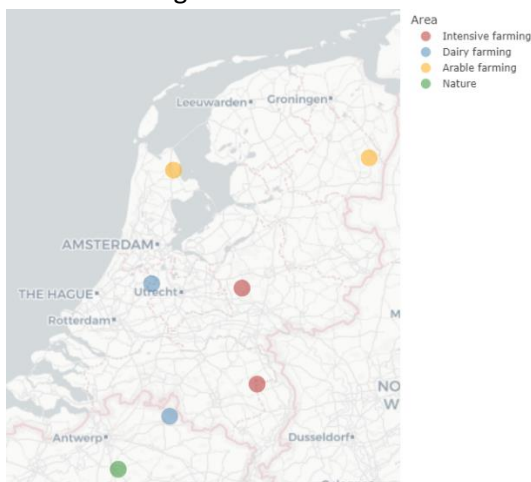 Area
Intensive farming
Dairy farming
Arable farming
Nature
Leeuwarden
Groningen
AMSTERDAM
THE HAGUE
Utrecht
Rotterdam
M
NO
W
Antwerp
Dusseldorf